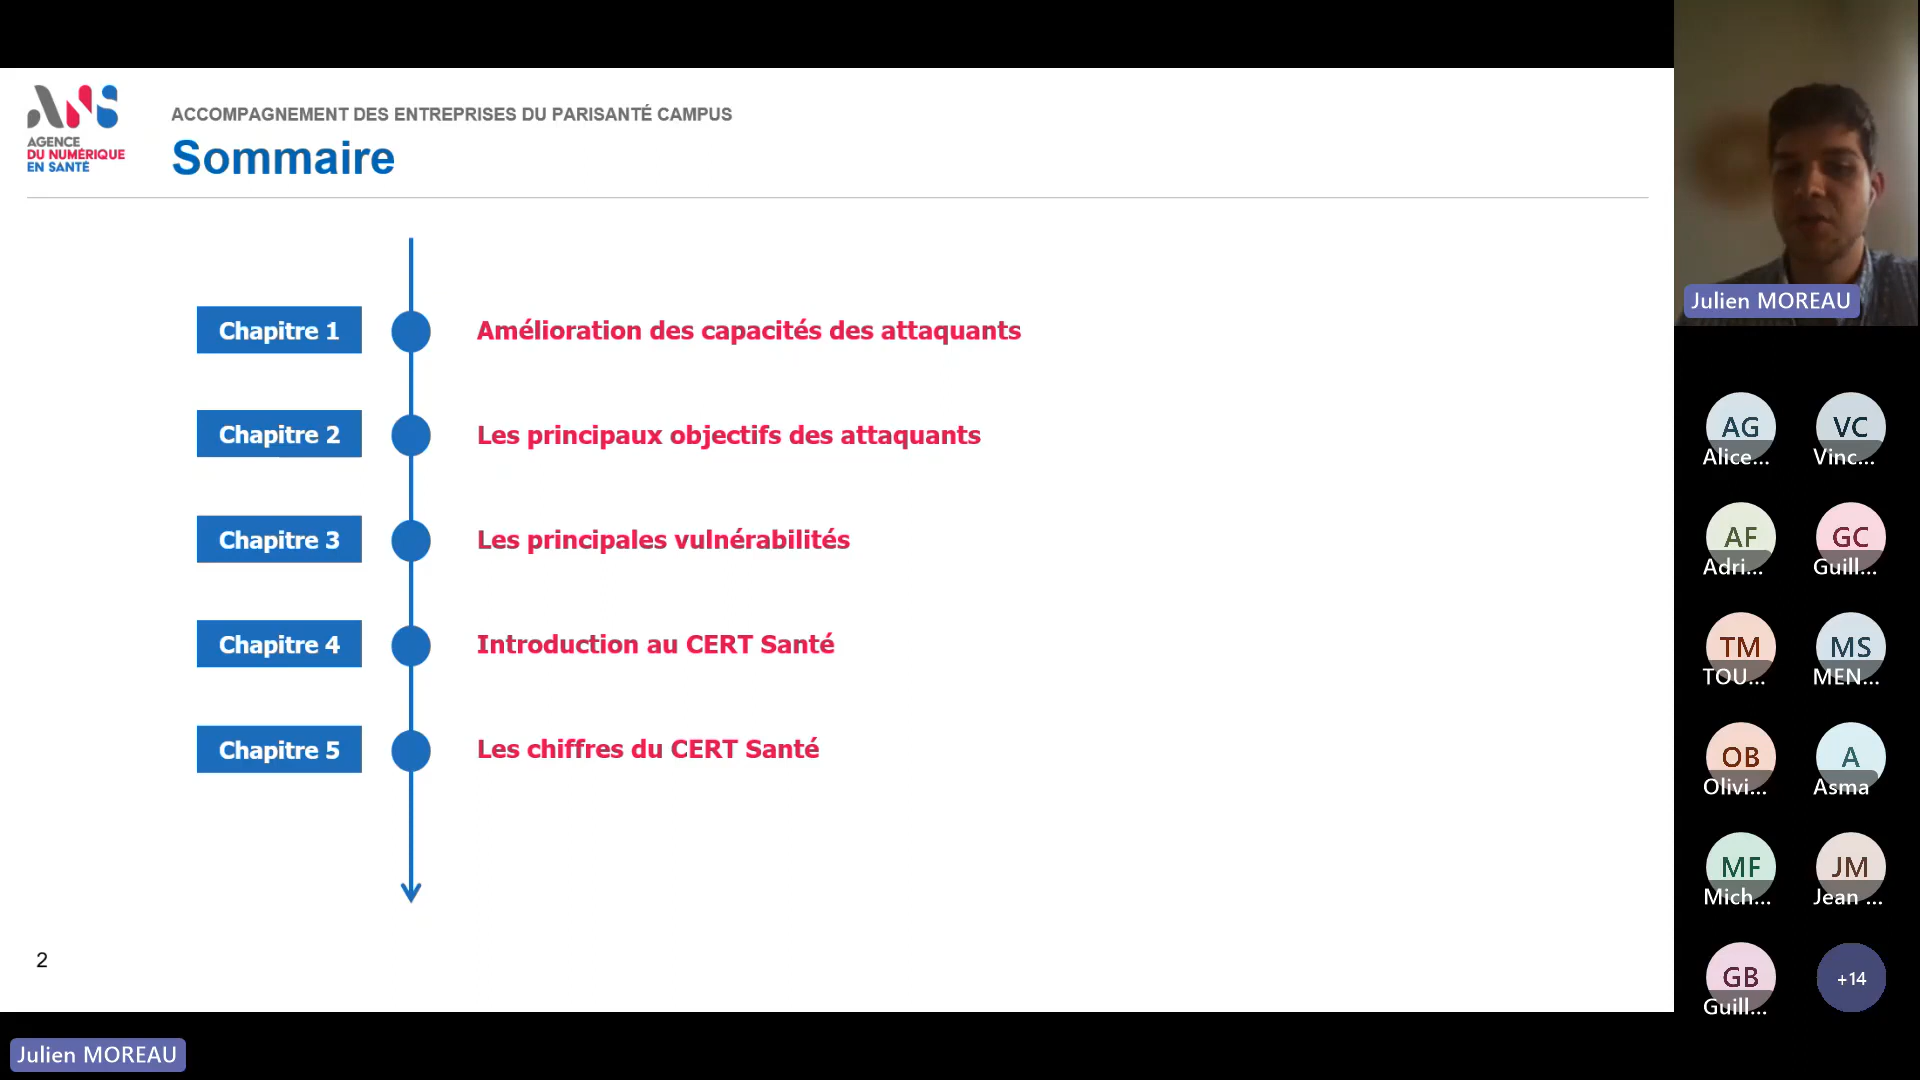 ANS
AGENCE
DU NUMÉRIQUE
EN SANTÉ
ACCOMPAGNEMENT DES ENTREPRISES DU PARISANTÉ CAMPUS
Sommaire
Chapitre 1
Amélioration des capacités des attaquants
Chapitre 2
Les principaux objectifs des attaquants
Chapitre 3
Les principales vulnérabilités
Chapitre 4
Introduction au CERT Santé
Chapitre 5
Les chiffres du CERT Santé
2
Julien MOREAU
Julien MOREAU
AG
Alice...
VC
Vinc...
AF
Adri...
GC
Guill...
TM
TOU...
MS
MEN...
OB
Olivi...
A
Asma
MF
Mich...
JM
Jean ...
GB
Guill...
+14